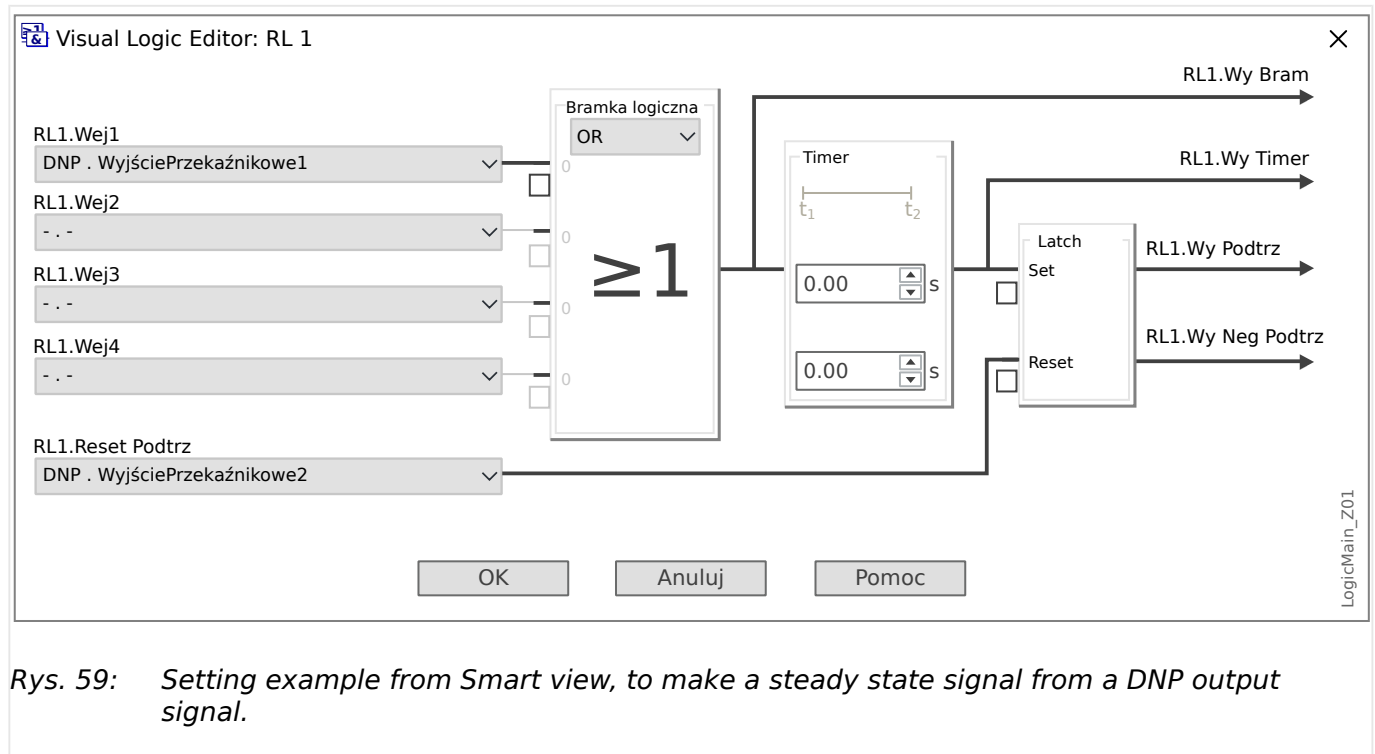 Visual Logic Editor: RL 1
RL1.Wy Bram
Bramka logiczna
OR
RL1.Wej1
DNP . WyjściePrzekaźnikowe1
0
Timer
RL1.Wy Timer
RL1.Wej2
- . -
0
t1 t2
Latch
RL1.Wy Podtrz
Set
≥1
RL1.Wej3
- . -
0
0.00 s
RL1.Wej4
- . -
0
0.00 s
Reset
RL1.Wy Neg Podtrz
RL1.Reset Podtrz
DNP . WyjściePrzekaźnikowe2
LogicMain_Z01
OK Anuluj Pomoc
Rys. 59: Setting example from Smart view, to make a steady state signal from a DNP output
signal.